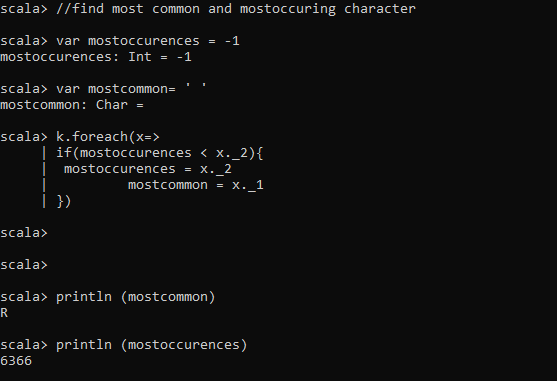 scala> //find most common and mostoccuring character
scala> var mostoccurences = -1
mostoccurences: Int = -1
scala> var mostcommon= ' '
mostcommon: Char =
scala> k.foreach(x=>
     | if(mostoccurences < x._2){
     |  mostoccurences = x._2
     |          mostcommon = x._1
     | })
scala>
scala>
scala> println (mostcommon)
R
scala> println (mostoccurences)
6366